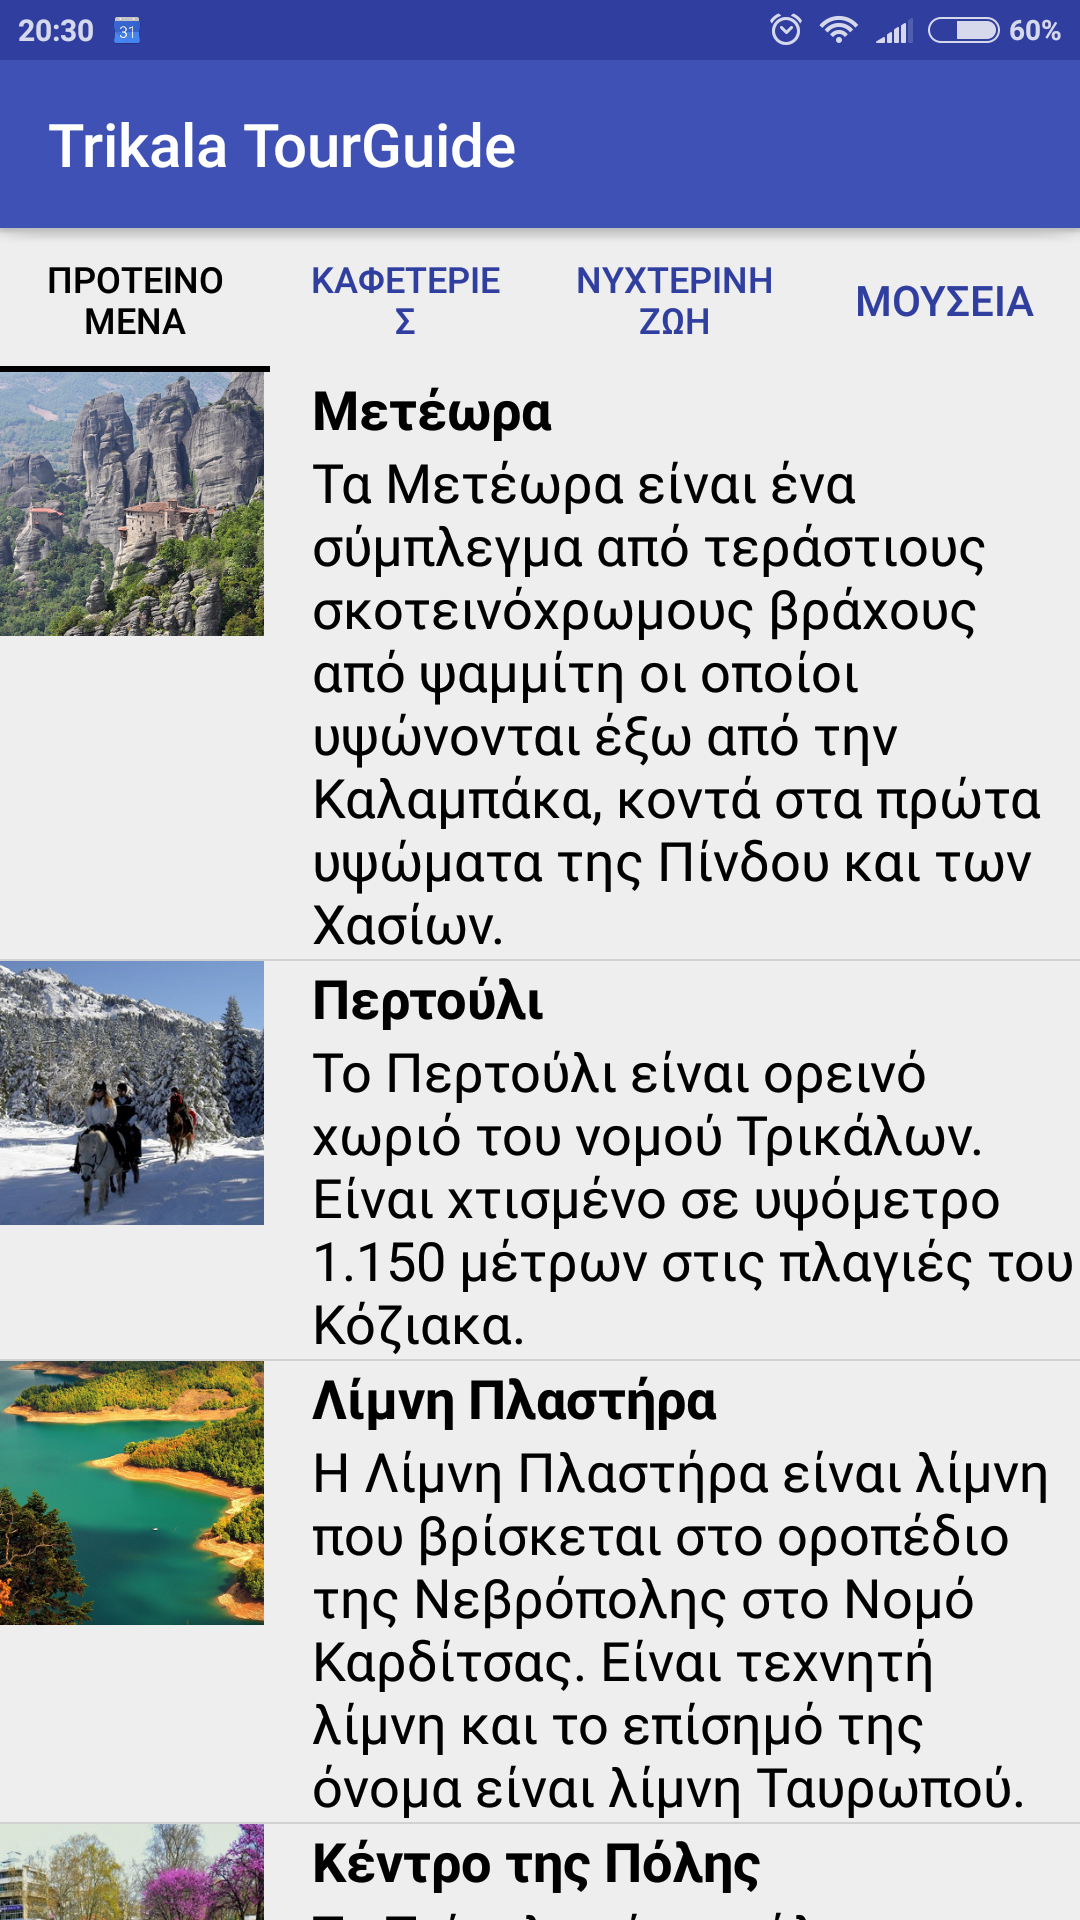 20:30 31 60%
Trikala TourGuide
ΠΡΟΤΕΙΝΟ
ΜΕΝΑ
ΚΑΦΕΤΕΡΙΕ
Σ
ΝΥΧΤΕΡΙΝΗ
ΖΩΗ
ΜΟΥΣΕΙΑ
Μετέωρα
Τα Μετέωρα είναι ένα
σύμπλεγμα από τεράστιους
σκοτεινόχρωμους βράχους
από ψαμμίτη οι οποίοι
υψώνονται έξω από την
Καλαμπάκα, κοντά στα πρώτα
υψώματα της Πίνδου και των
Χασίων.
Περτούλι
Το Περτούλι είναι ορεινό
χωριό του νομού Τρικάλων.
Είναι χτισμένο σε υψόμετρο
1.150 μέτρων στις πλαγιές του
Κόζιακα.
Λίμνη Πλαστήρα
Η Λίμνη Πλαστήρα είναι λίμνη
που βρίσκεται στο οροπέδιο
της Νεβρόπολης στο Νομό
Καρδίτσας. Είναι τεχνητή
λίμνη και το επίσημό της
όνομα είναι λίμνη Ταυρωπού.
Κέντρο της Πόλης